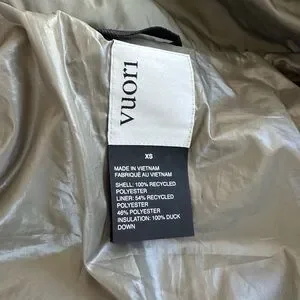 vuori
XS
MADE IN VIETNAM
FABRIQUÉ AU VIETNAM
SHELL: 100% RECYCLED
POLYESTER
LINER: 54% RECYCLED
POLYESTER
46% POLYESTER
INSULATION: 100% DUCK
DOWN